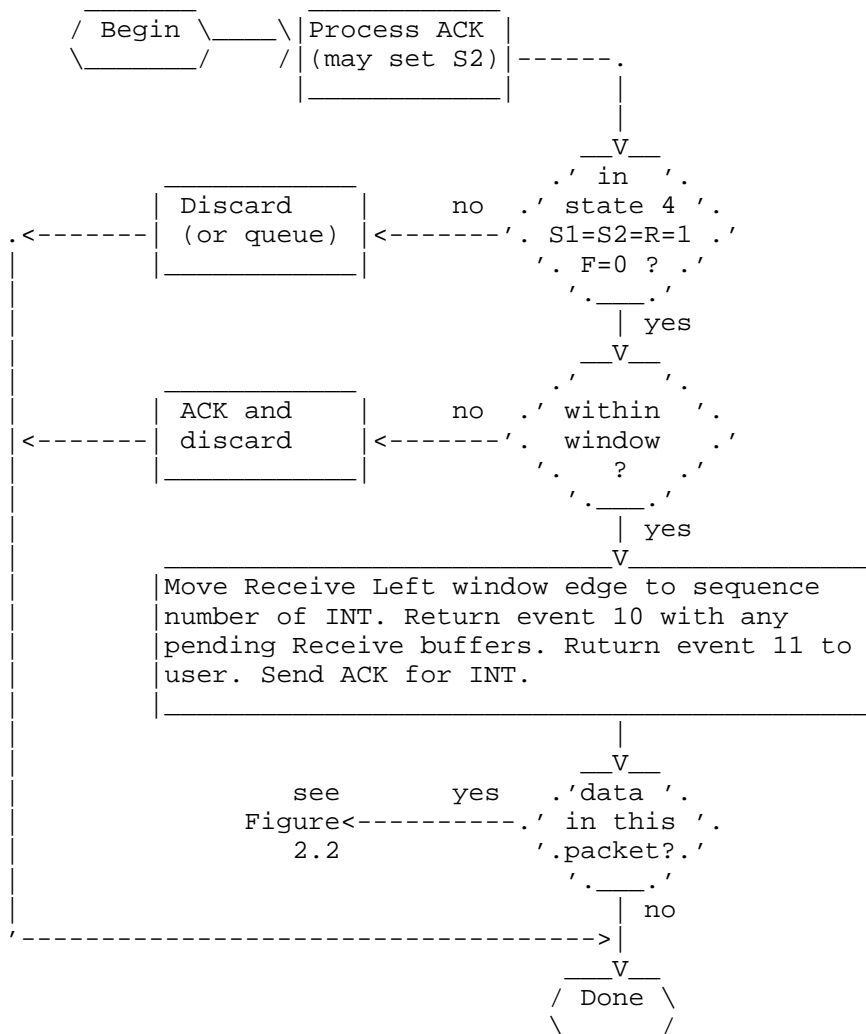 Begin
Process ACK
(may set S2)
in
state 4
S1=S2=R=1
F=0 ?
no
Discard
(or queue)
yes
within
window
?
no
ACK and
discard
yes
Move Receive Left window edge to sequence
number of INT. Return event 10 with any
pending Receive buffers. Ruturn event 11 to
user. Send ACK for INT.
data
in this
packet?
yes
see
Figure
2.2
no
Done